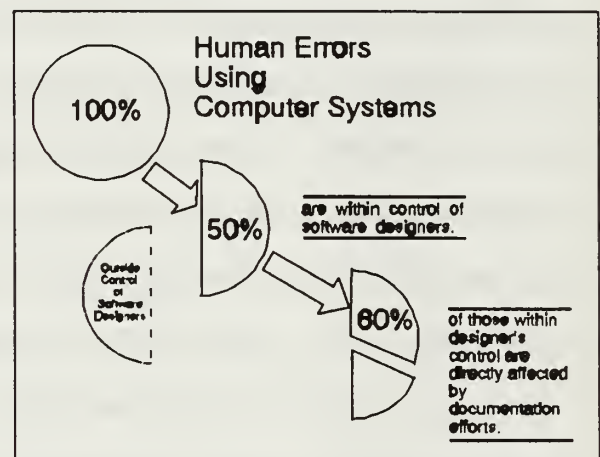 Human Errors
Using
Computer Systems
100%
50%
are within control of
software designers.
Outside
Control
of
Software
Designers
60%
of those within
designer's
control are
directly affected
by
documentation
efforts.